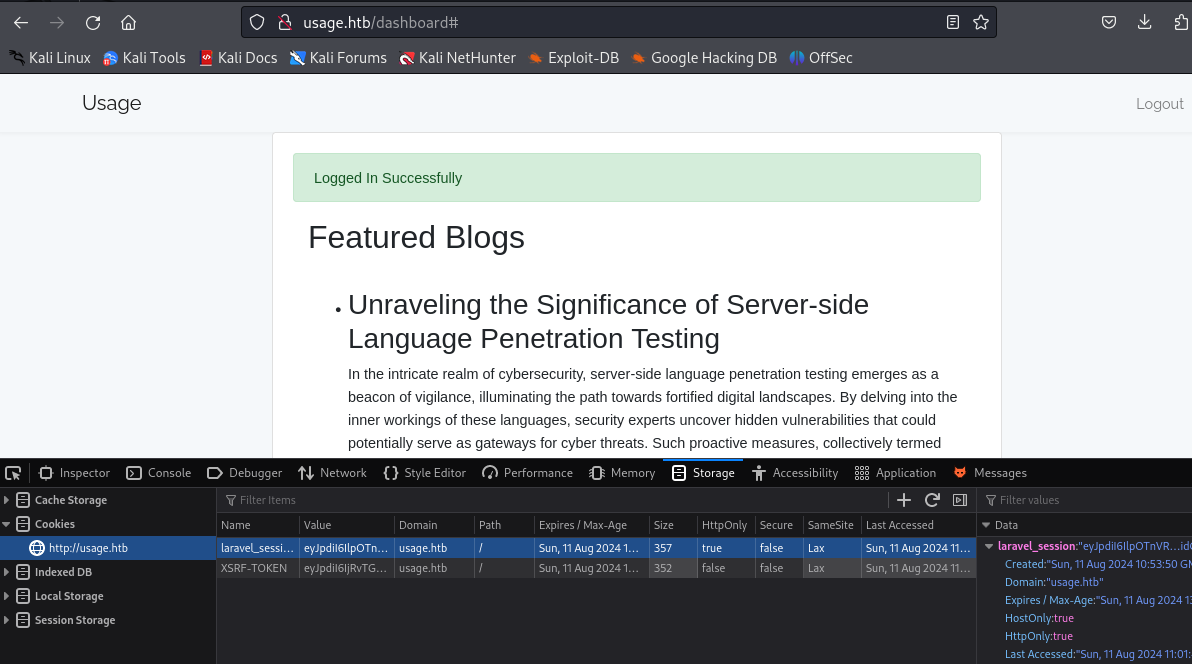 usage.htb/dashboard#
Kali Linux Kali Tools Kali Docs Kali Forums Kali NetHunter Exploit-DB Google Hacking DB OffSec
Usage Logout
Logged In Successfully
Featured Blogs
Unraveling the Significance of Server-side
Language Penetration Testing
In the intricate realm of cybersecurity, server-side language penetration testing emerges as a
beacon of vigilance, illuminating the path towards fortified digital landscapes. By delving into the
inner workings of these languages, security experts uncover hidden vulnerabilities that could
potentially serve as gateways for cyber threats. Such proactive measures, collectively termed
Inspector Console Debugger Network Style Editor Performance Memory Storage Accessibility Application Messages
Cache Storage
Cookies
http://usage.htb
Indexed DB
Local Storage
Session Storage
Filter Items
Name Value Domain Path Expires / Max-Age Size HttpOnly Secure SameSite Last Accessed
laravel_sessi... eyJpdiI6IlpOTn... usage.htb / Sun, 11 Aug 2024 1... 357 true false Lax Sun, 11 Aug 2024 11...
XSRF-TOKEN eyJpdiI6IjRvTG... usage.htb / Sun, 11 Aug 2024 1... 352 false false Lax Sun, 11 Aug 2024 11...
Filter values
Data
laravel_session:"eyJpdiI6IlpOTnVR...id
Created:"Sun, 11 Aug 2024 10:53:50 GM
Domain:"usage.htb"
Expires / Max-Age:"Sun, 11 Aug 2024 1
HostOnly:true
HttpOnly:true
Last Accessed:"Sun, 11 Aug 2024 11:01: